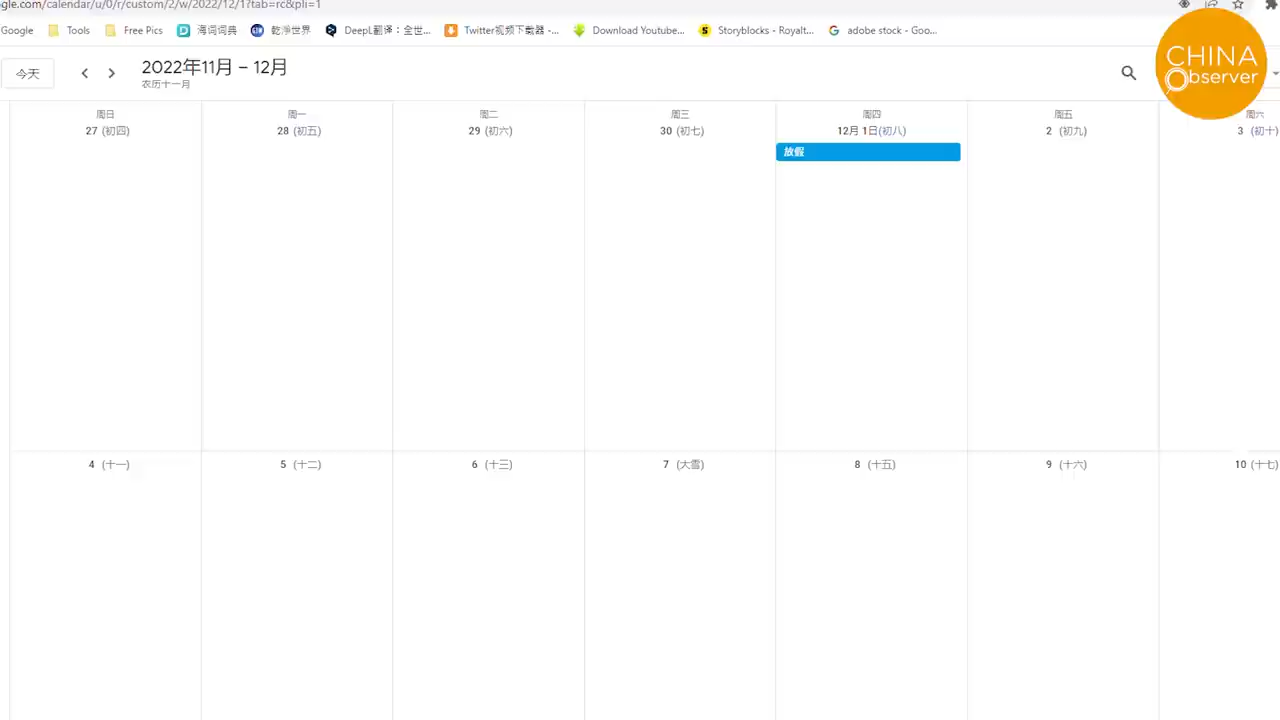 gle.com/calendar/u/0/r/custom/2/w/2022/12/1?tab=rc&pli=1
Google Tools Free Pics 海词词典 乾淨世界 DeepL翻译：全世... Twitter视频下载器 -... Download Youtube... Storyblocks - Royalt... adobe stock - Goo...
CHINA
Observer
今天
2022年11月 – 12月
农历十一月
周日 周一 周二 周三 周四 周五 周六
27 (初四) 28 (初五) 29 (初六) 30 (初七) 12月 1日(初八) 2 (初九) 3 (初十)
放假
4 (十一) 5 (十二) 6 (十三) 7 (大雪) 8 (十五) 9 (十六) 10 (十七)